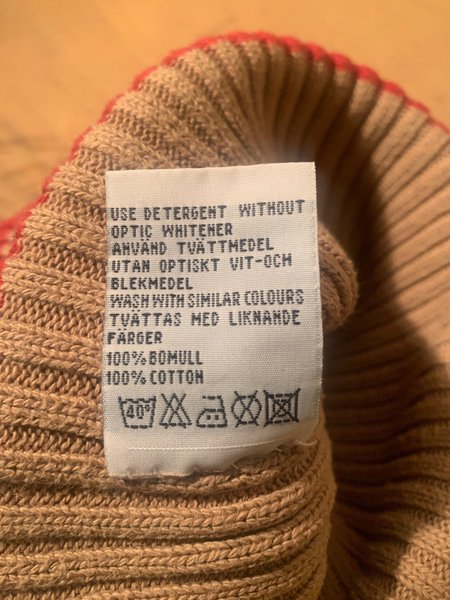 USE DETERGENT WITHOUT
OPTIC WHITENER
ANVÄND TVÄTTMEDEL
UTAN OPTISKT VIT-OCH
BLEKMEDEL
WASH WITH SIMILAR COLOURS
TVÄTTAS MED LIKNANDE
FÄRGER
100% BOMULL
100% COTTON
40°